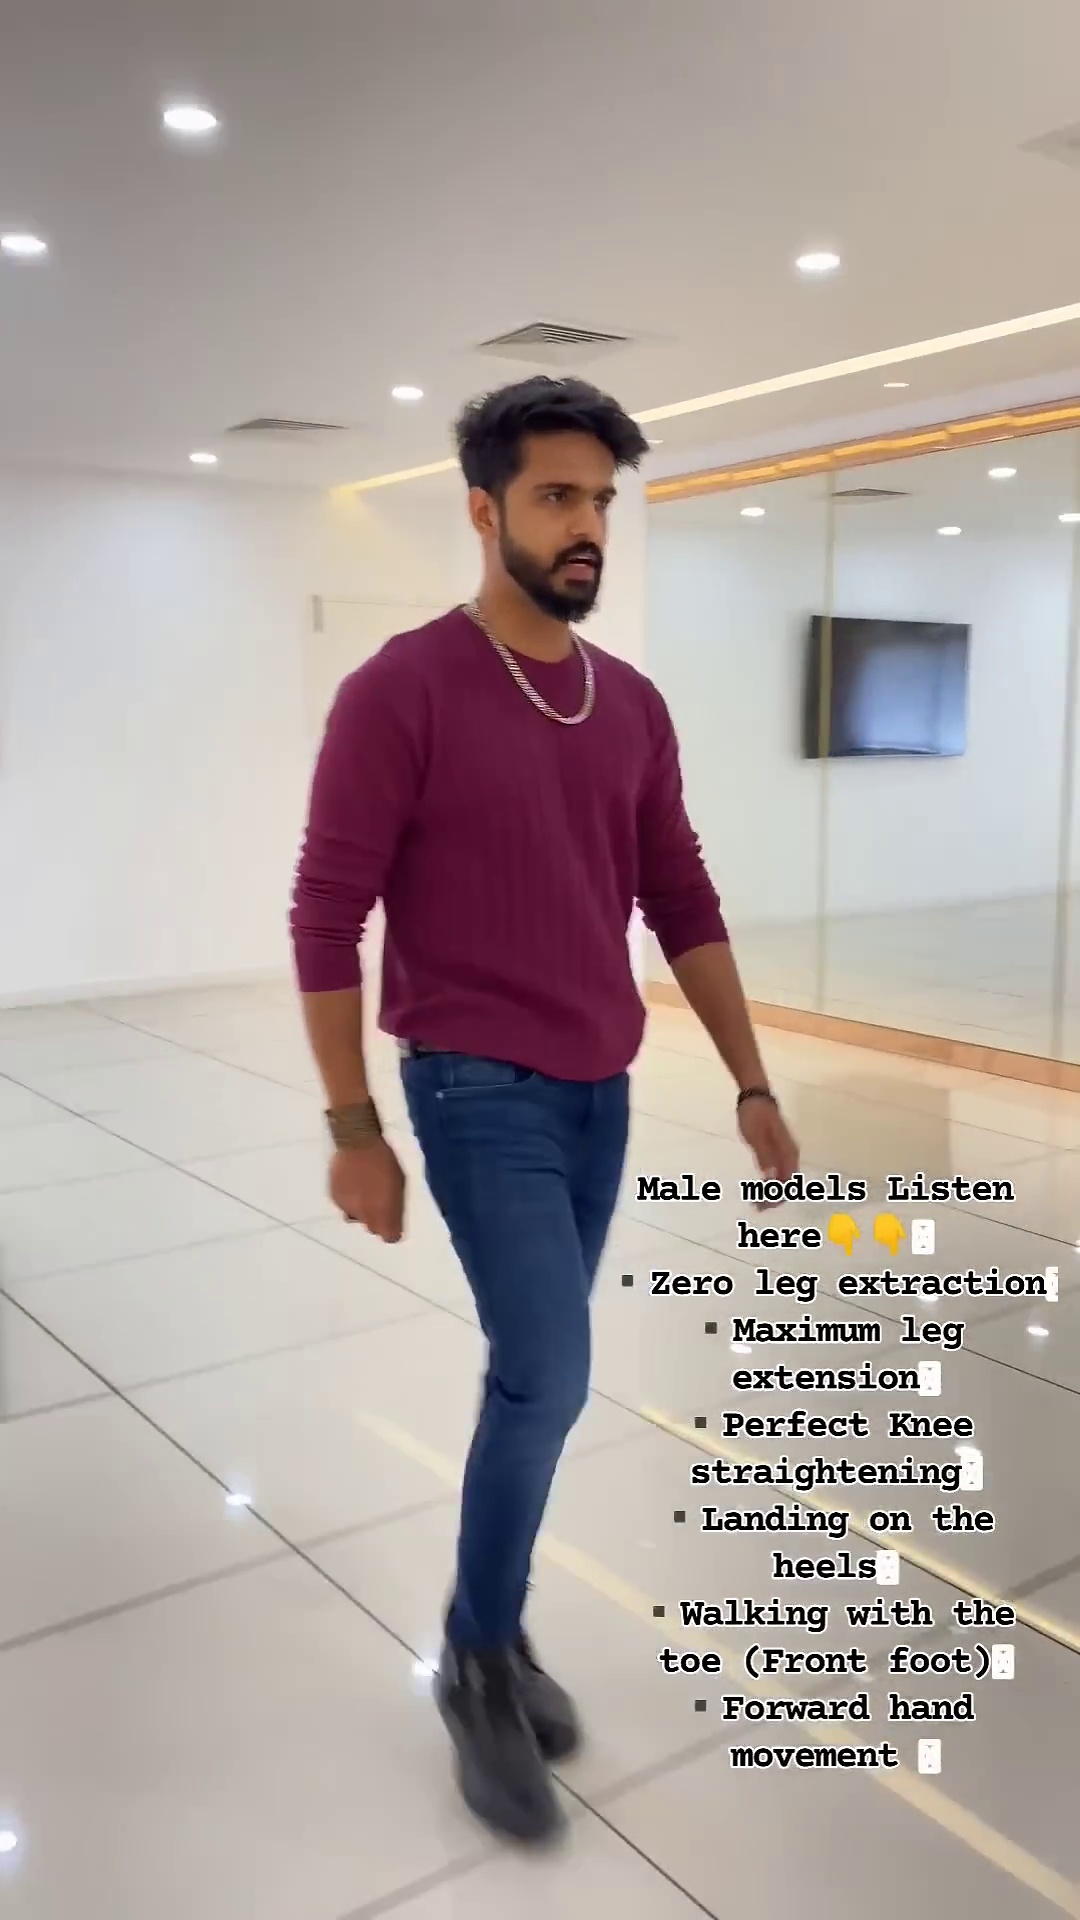 Male models Listen
here👇👇
▪ Zero leg extraction
▪ Maximum leg
extension
▪ Perfect Knee
straightening
▪ Landing on the
heels
▪ Walking with the
toe (Front foot)
▪ Forward hand
movement